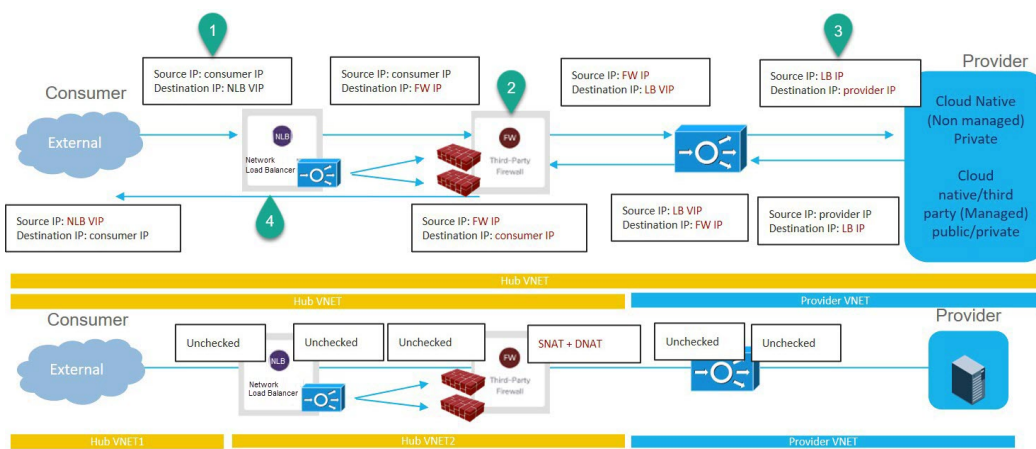 1
3
Source IP: consumer IP
Destination IP: NLB VIP
Source IP: consumer IP
Destination IP: FW IP
Source IP: FW IP
Destination IP: LB VIP
Source IP: LB IP
Destination IP: provider IP
Provider
Consumer
2
External
NLB
Network
Load Balancer
FW
Third-Party
Firewall
Cloud Native
(Non managed)
Private
Cloud
native/third
party (Managed)
public/private
4
Source IP: NLB VIP
Destination IP: consumer IP
Source IP: FW IP
Destination IP: consumer IP
Source IP: LB VIP
Destination IP: FW IP
Source IP: provider IP
Destination IP: LB IP
Hub VNET
Hub VNET
Provider VNET
Consumer
Provider
Unchecked
Unchecked
Unchecked
SNAT + DNAT
Unchecked
Unchecked
External
NLB
Network
Load Balancer
FW
Third-Party
Firewall
Hub VNET1
Hub VNET2
Provider VNET